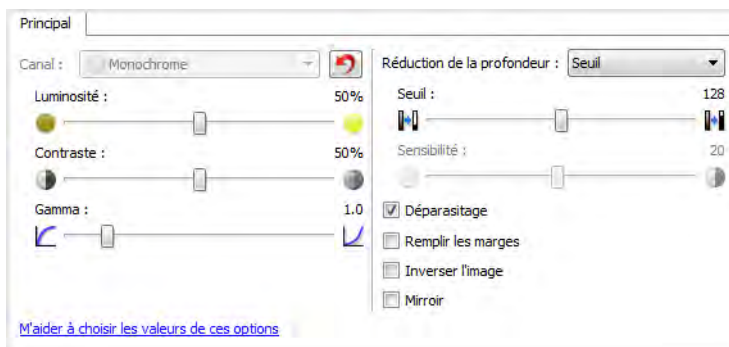 Principal
Canal : Monochrome
Luminosité : 50%
Contraste : 50%
Gamma : 1.0
M'aider à choisir les valeurs de ces options
Réduction de la profondeur : Seuil
Seuil : 128
Sensibilité : 20
Déparasitage
Remplir les marges
Inverser l'image
Mirroir